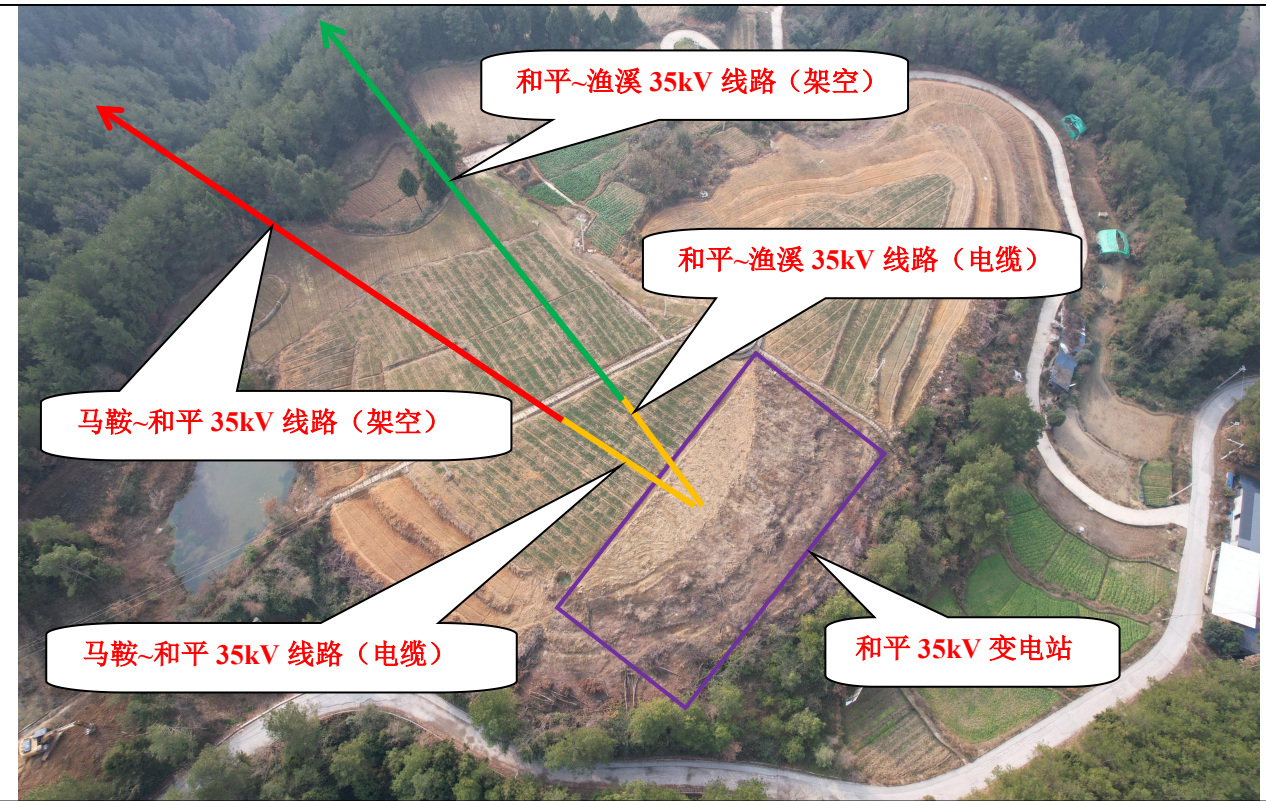 和平~渔溪 35kV 线路（架空）
和平~渔溪 35kV 线路（电缆）
马鞍~和平 35kV 线路（架空）
马鞍~和平 35kV 线路（电缆）
和平 35kV 变电站